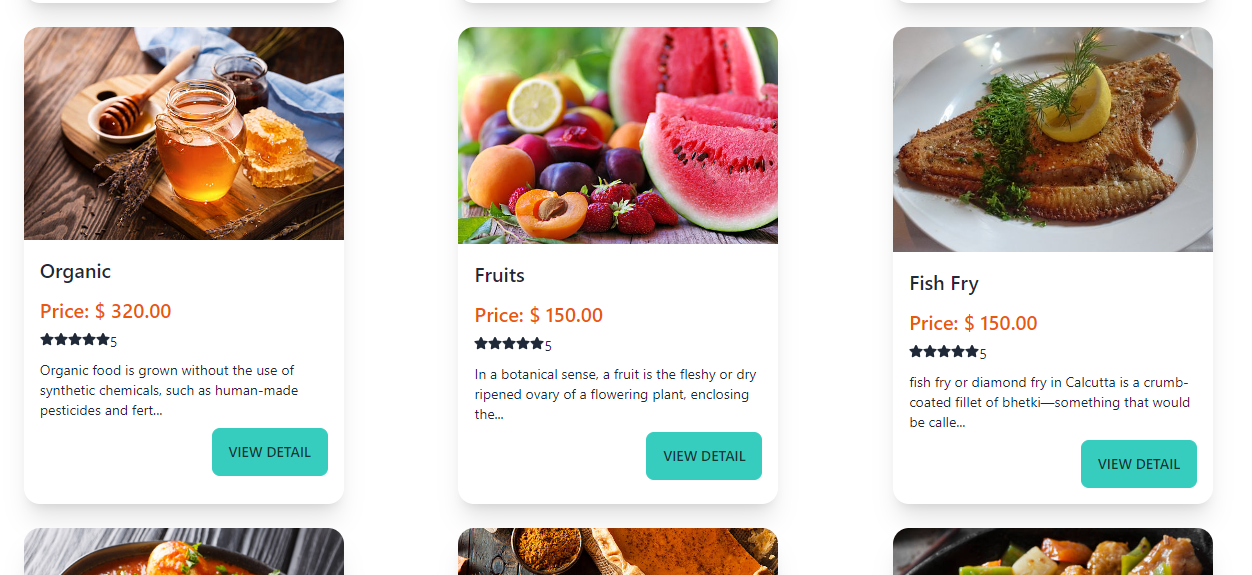 Organic
Price: $ 320.00
5
Organic food is grown without the use of
synthetic chemicals, such as human-made
pesticides and fert...
VIEW DETAIL
Fruits
Price: $ 150.00
5
In a botanical sense, a fruit is the fleshy or dry
ripened ovary of a flowering plant, enclosing
the...
VIEW DETAIL
Fish Fry
Price: $ 150.00
5
fish fry or diamond fry in Calcutta is a crumb-
coated fillet of bhetki—something that would
be calle...
VIEW DETAIL